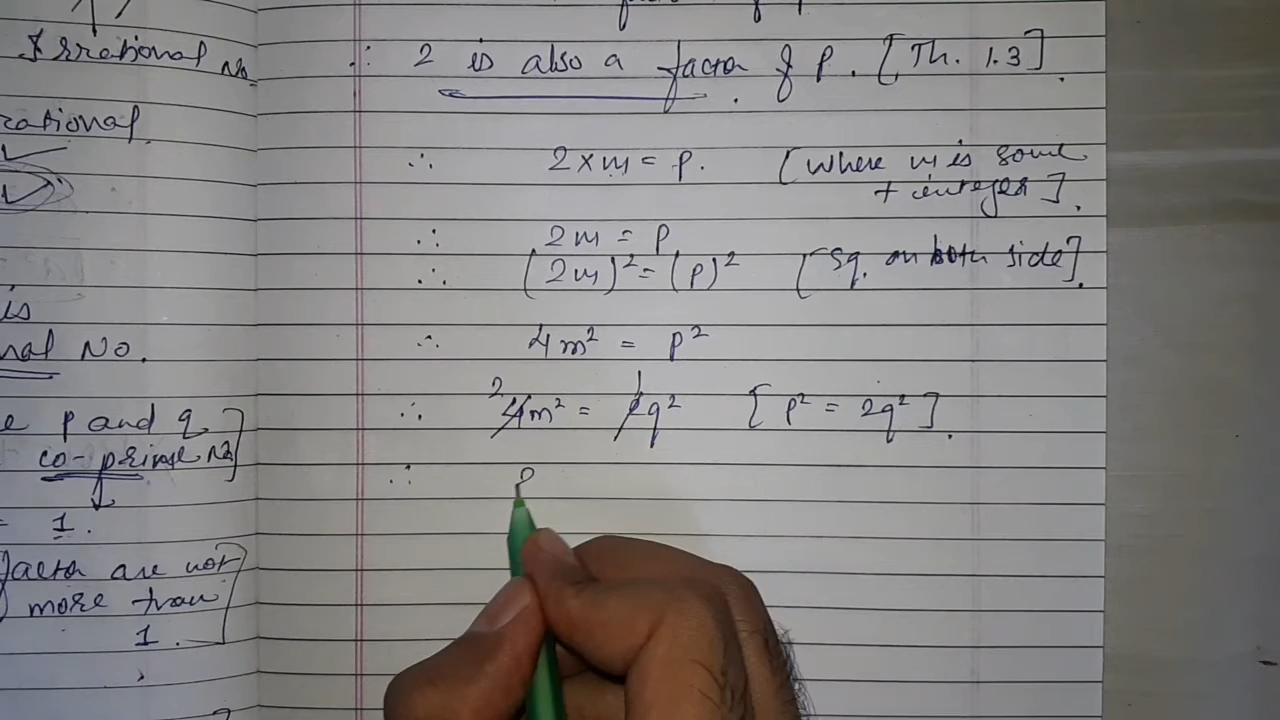 Irrational No.
rational
is
nal No.
e p and q
co-prime No
= 1.
factor are not
more than
1.
∴ 2 is also a factor of p. [Th. 1.3].
∴ 2 × m = p. [where m is some
+ integer].
∴ 2m = p
∴ (2m)² = (p)² [Sq. on both side].
∴ 4m² = p²
2 1
∴ 4m² = 2q² [p² = 2q²].
∴